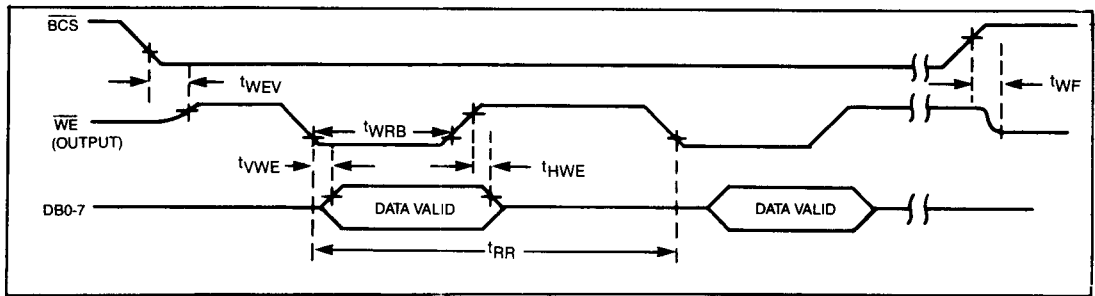 BCS
tWEV
tWF
WE
(OUTPUT)
tWRB
tVWE
tHWE
DB0-7
DATA VALID
DATA VALID
tRR